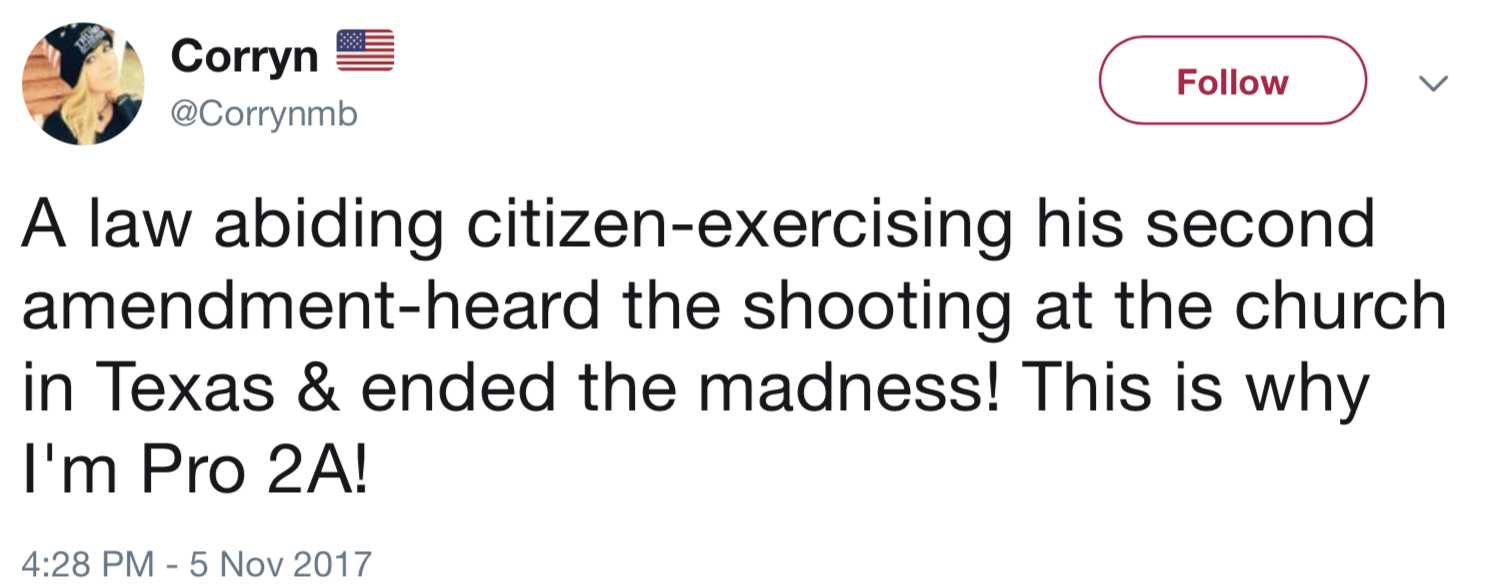 Corryn 🇺🇸
@Corrynmb
Follow
A law abiding citizen-exercising his second
amendment-heard the shooting at the church
in Texas & ended the madness! This is why
I'm Pro 2A!
4:28 PM - 5 Nov 2017